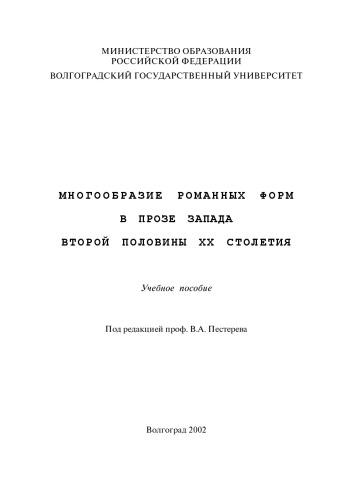 МИНИСТЕРСТВО ОБРАЗОВАНИЯ
РОССИЙСКОЙ ФЕДЕРАЦИИ
ВОЛГОГРАДСКИЙ ГОСУДАРСТВЕННЫЙ УНИВЕРСИТЕТ
МНОГООБРАЗИЕ РОМАННЫХ ФОРМ
В ПРОЗЕ ЗАПАДА
ВТОРОЙ ПОЛОВИНЫ XX СТОЛЕТИЯ
Учебное пособие
Под редакцией проф. В.А. Пестерева
Волгоград 2002